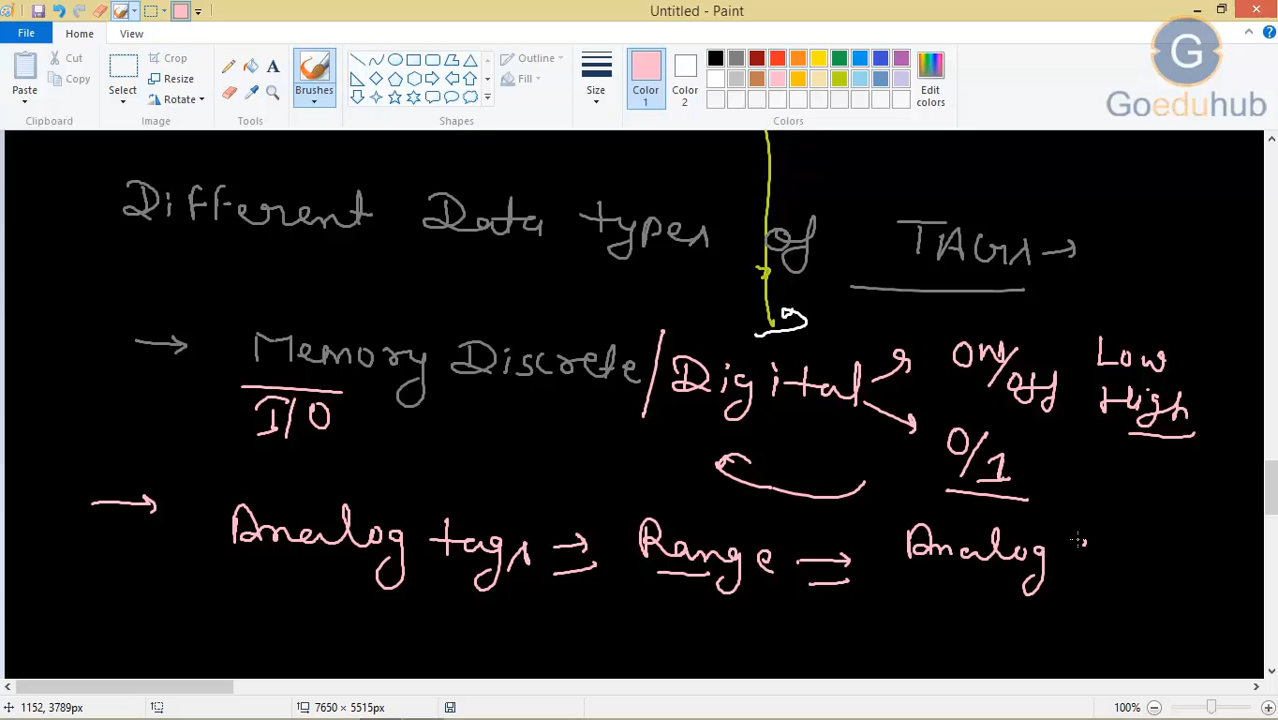 Untitled - Paint
File Home View
Cut
Copy
Paste
Clipboard
Crop
Resize
Rotate
Select
Image
Tools
Brushes
Outline
Fill
Shapes
Size
Color 1
Color 2
Edit colors
Colors
G
Goeduhub
Different Data types of TAGs →
→ Memory Discrete / Digital ON/OFF Low
I/O High
0/1
→ Analog tags ⇒ Range ⇒ Analog
1152, 3789px 7650 × 5515px 100%